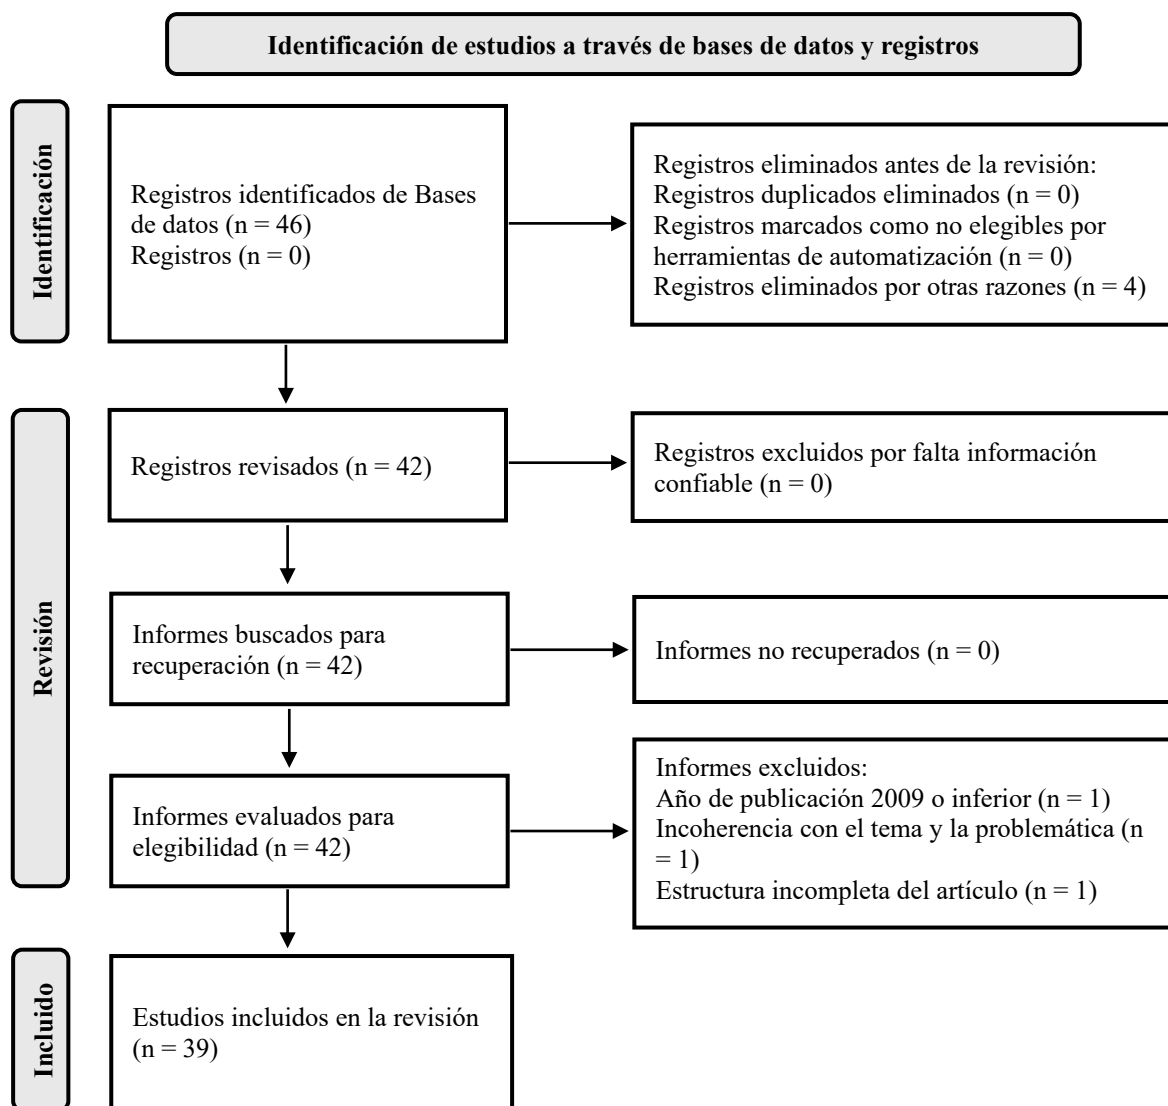 Identificación de estudios a través de bases de datos y registros
Identificación
Registros identificados de Bases
de datos (n = 46)
Registros (n = 0)
Registros eliminados antes de la revisión:
Registros duplicados eliminados (n = 0)
Registros marcados como no elegibles por
herramientas de automatización (n = 0)
Registros eliminados por otras razones (n = 4)
Revisión
Registros revisados (n = 42)
Registros excluidos por falta información
confiable (n = 0)
Informes buscados para
recuperación (n = 42)
Informes no recuperados (n = 0)
Informes evaluados para
elegibilidad (n = 42)
Informes excluidos:
Año de publicación 2009 o inferior (n = 1)
Incoherencia con el tema y la problemática (n
= 1)
Estructura incompleta del artículo (n = 1)
Incluido
Estudios incluidos en la revisión
(n = 39)